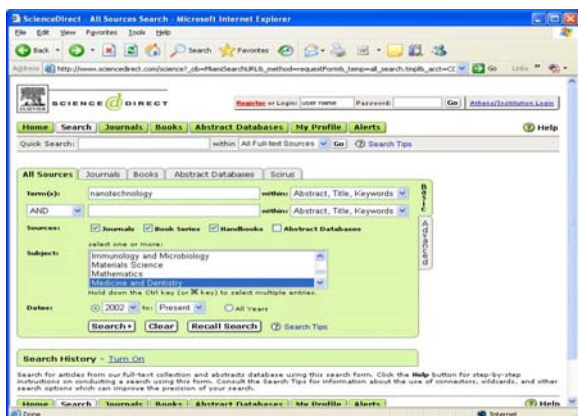 ScienceDirect - All Sources Search - Microsoft Internet Explorer
File Edit View Favorites Tools Help
Back Search Favorites
Address http://www.sciencedirect.com/science?_ob=MiamiSearchURL&_method=requestForm&_temp=all_search.tmpl&_acct=C( Go Links
ELSEVIER SCIENCE DIRECT Register or Login: user name Password: Go Athens/Institution Login
Home Search Journals Books Abstract Databases My Profile Alerts Help
Quick Search: within All Full-text Sources Go Search Tips
All Sources Journals Books Abstract Databases Scirus
Term(s): nanotechnology within: Abstract, Title, Keywords
Basic
AND within: Abstract, Title, Keywords
Advanced
Sources: Journals Book Series Handbooks Abstract Databases
select one or more:
Subject: Immunology and Microbiology
Materials Science
Mathematics
Medicine and Dentistry
Hold down the Ctrl key (or ⌘ key) to select multiple entries.
Dates: 2002 to: Present All Years
Search Clear Recall Search Search Tips
Search History - Turn On
Search for articles from our full-text collection and abstracts database using this search form. Click the Help button for step-by-step
instructions on conducting a search using this form. Consult the Search Tips for information about the use of connectors, wildcards, and other
search options which can improve the precision of your search.
Home Search Journals Books Abstract Databases My Profile Alerts Help
Done Internet